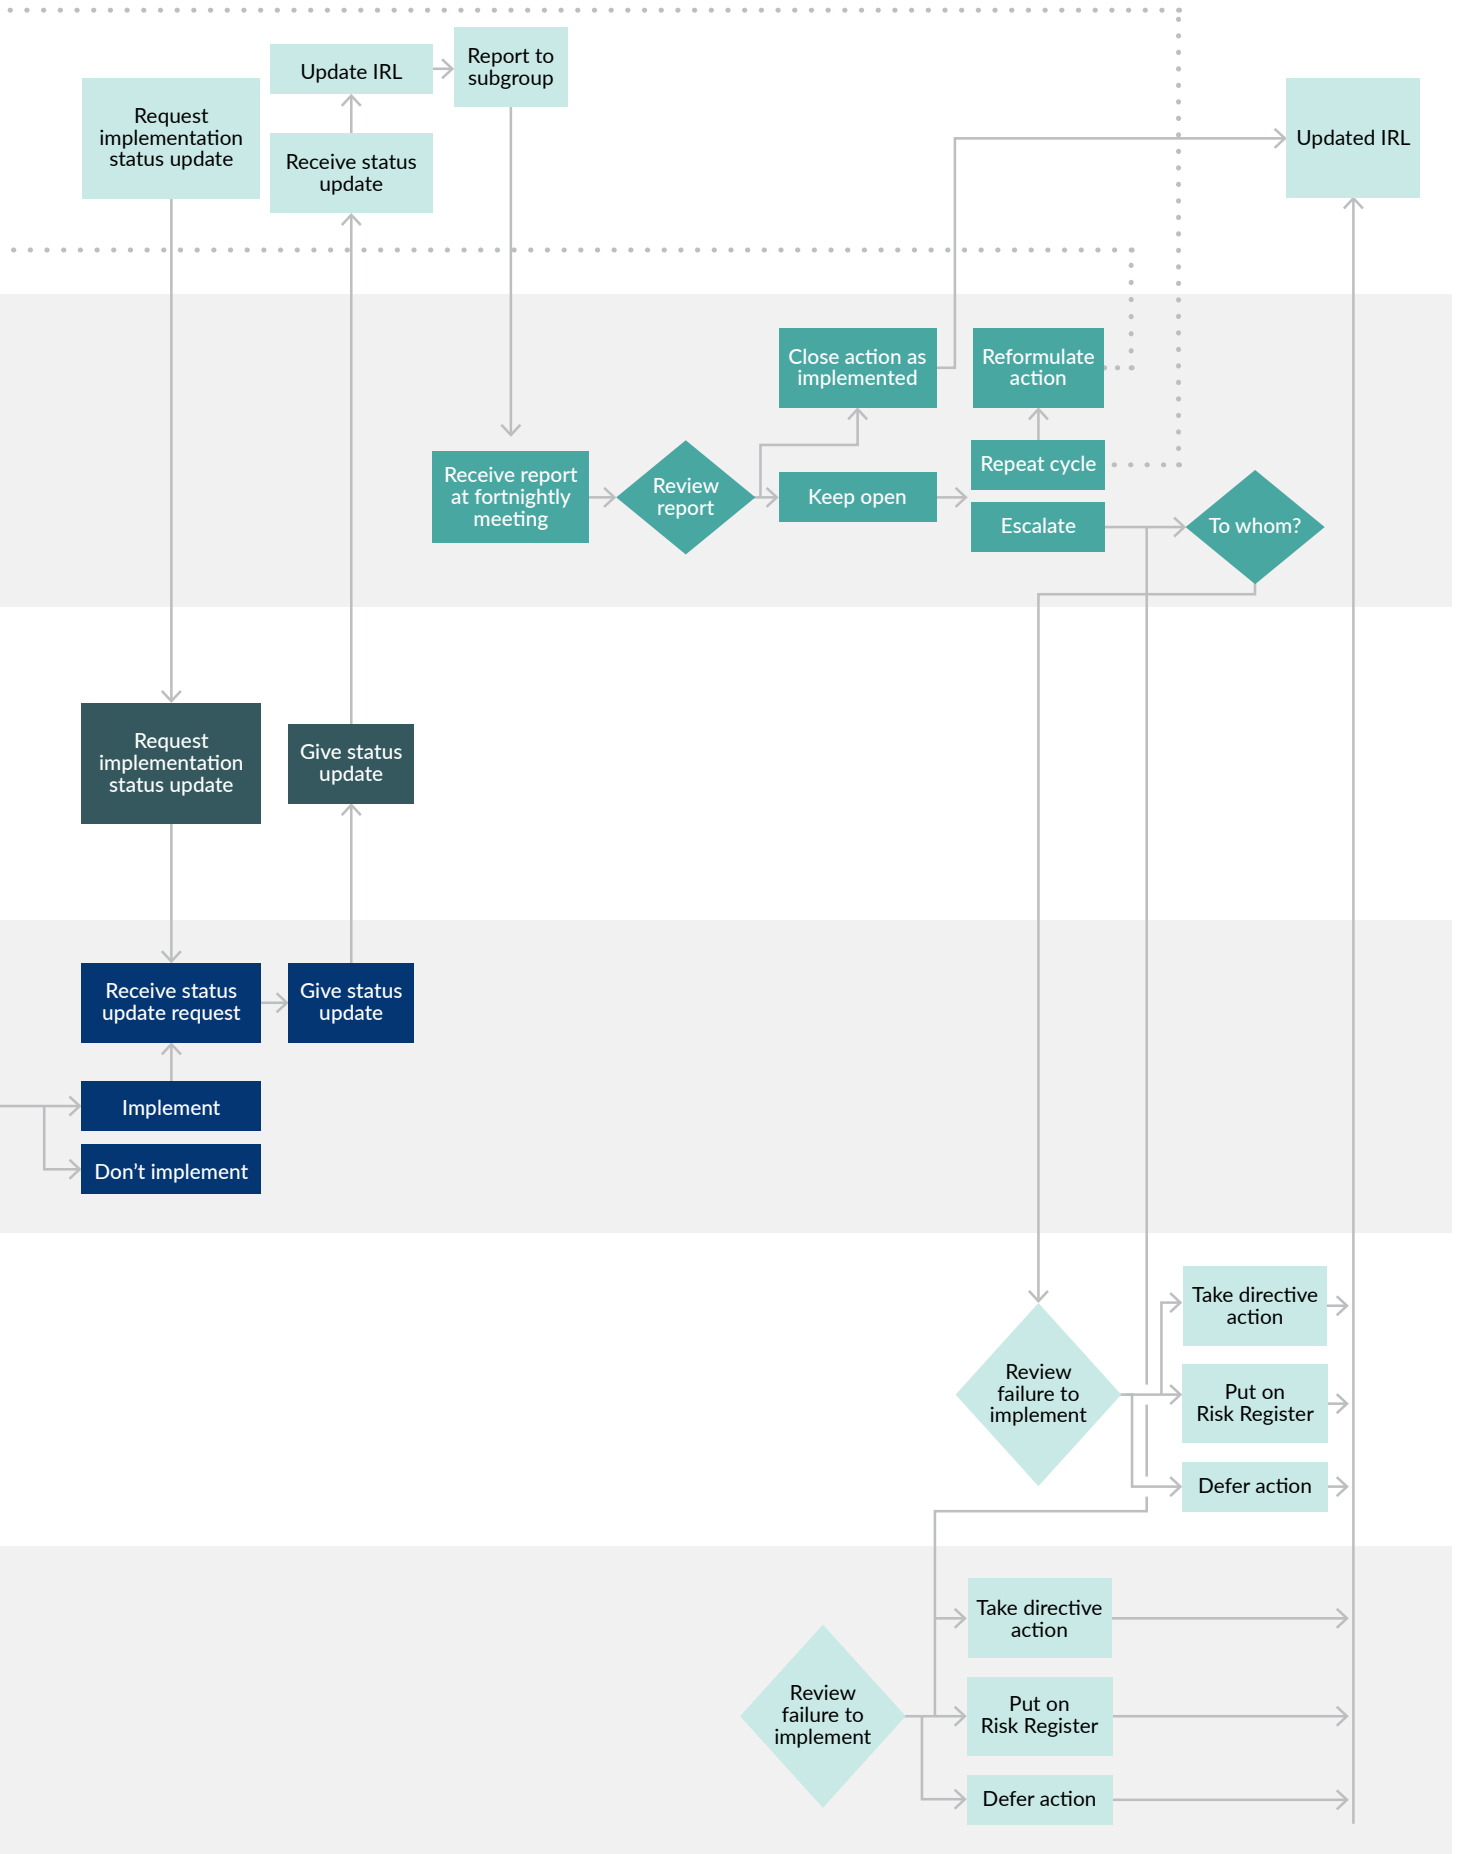 Request
implementation
status update
Update IRL
Receive status
update
Report to
subgroup
Updated IRL
Close action as
implemented
Reformulate
action
Receive report
at fortnightly
meeting
Review
report
Keep open
Repeat cycle
Escalate
To whom?
Request
implementation
status update
Give status
update
Receive status
update request
Give status
update
Implement
Don’t implement
Review
failure to
implement
Take directive
action
Put on
Risk Register
Defer action
Review
failure to
implement
Take directive
action
Put on
Risk Register
Defer action